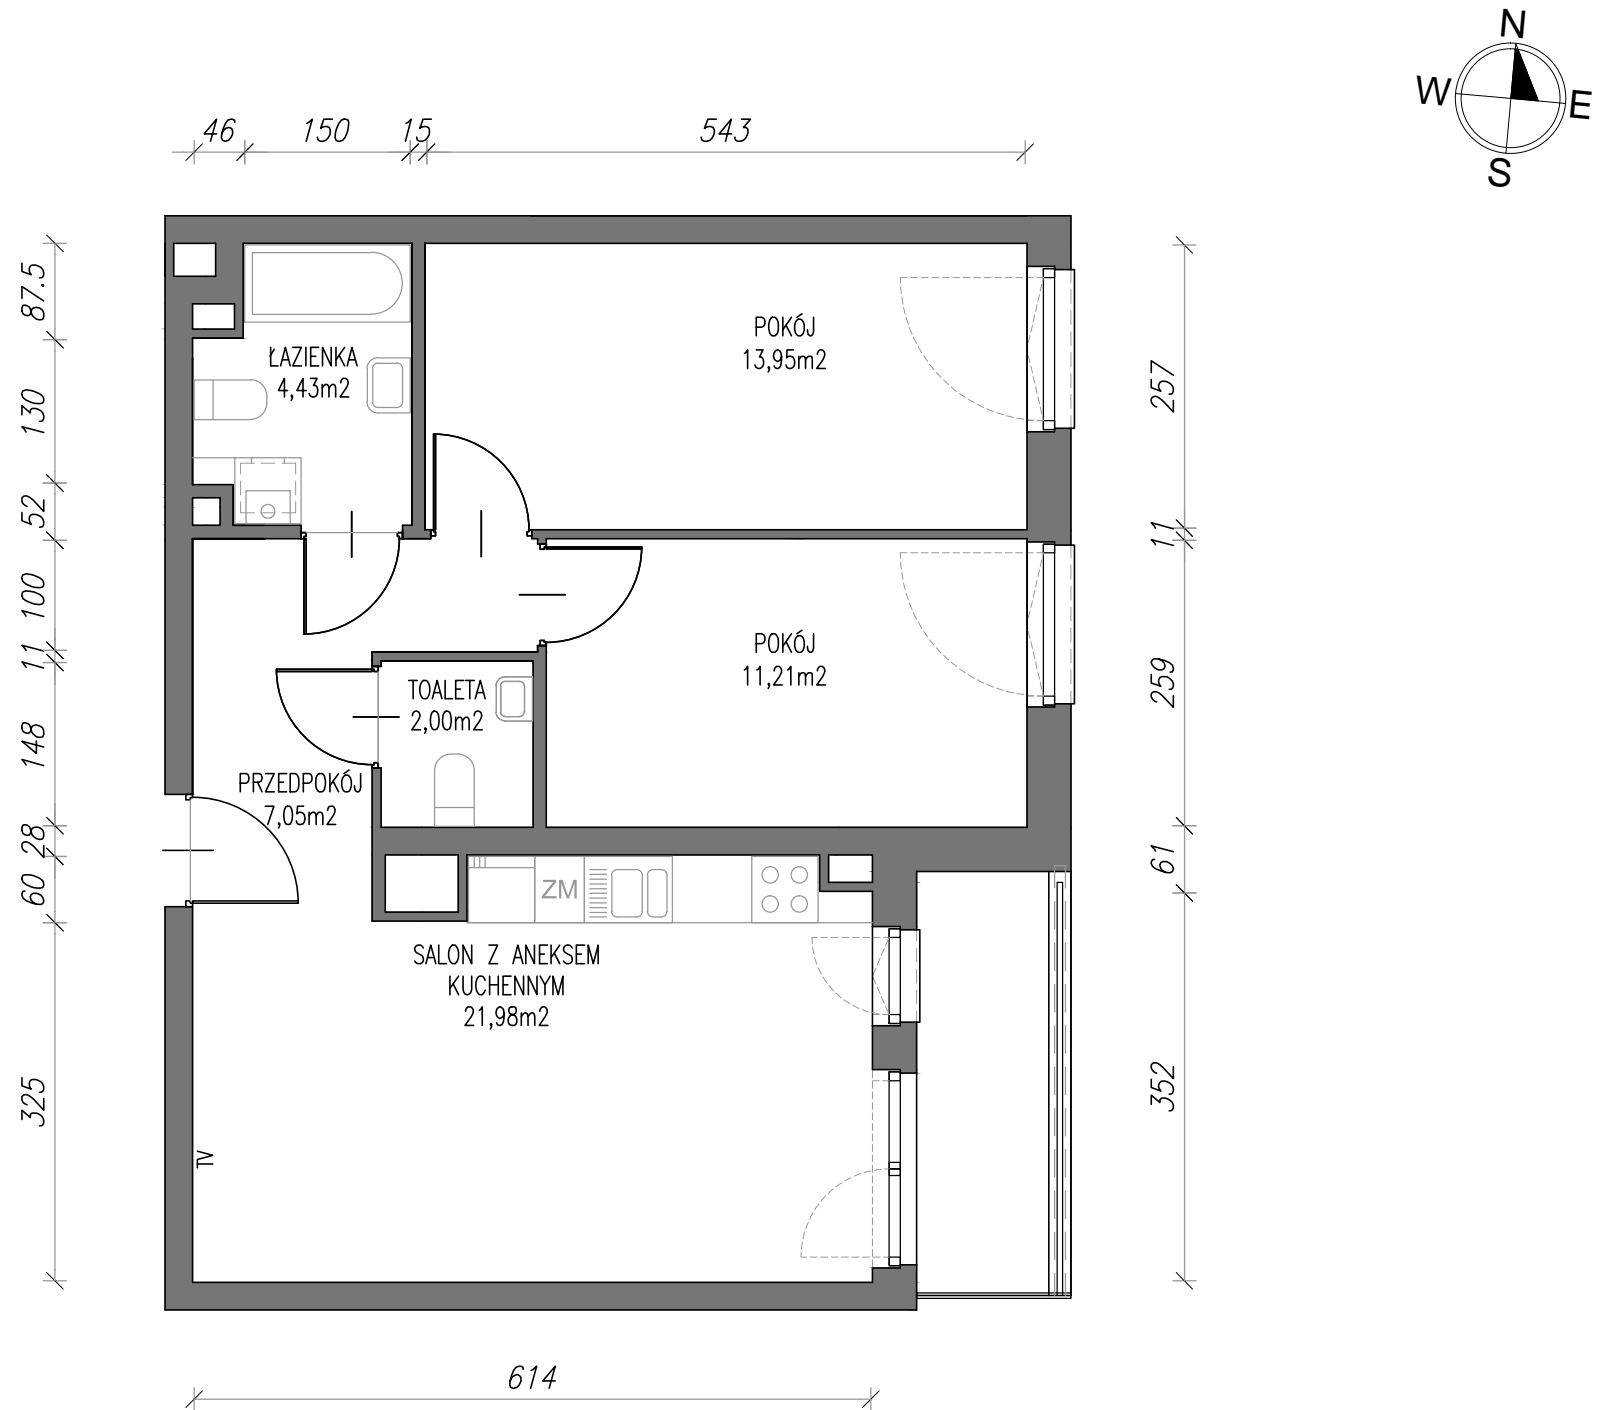 N
W
E
S
46
150
15
543
87.5
130
52
100
11
148
28
60
325
257
11
259
61
352
POKÓJ
13,95m2
ŁAZIENKA
4,43m2
POKÓJ
11,21m2
TOALETA
2,00m2
PRZEDPOKÓJ
7,05m2
ZM
SALON Z ANEKSEM
KUCHENNYM
21,98m2
TV
614